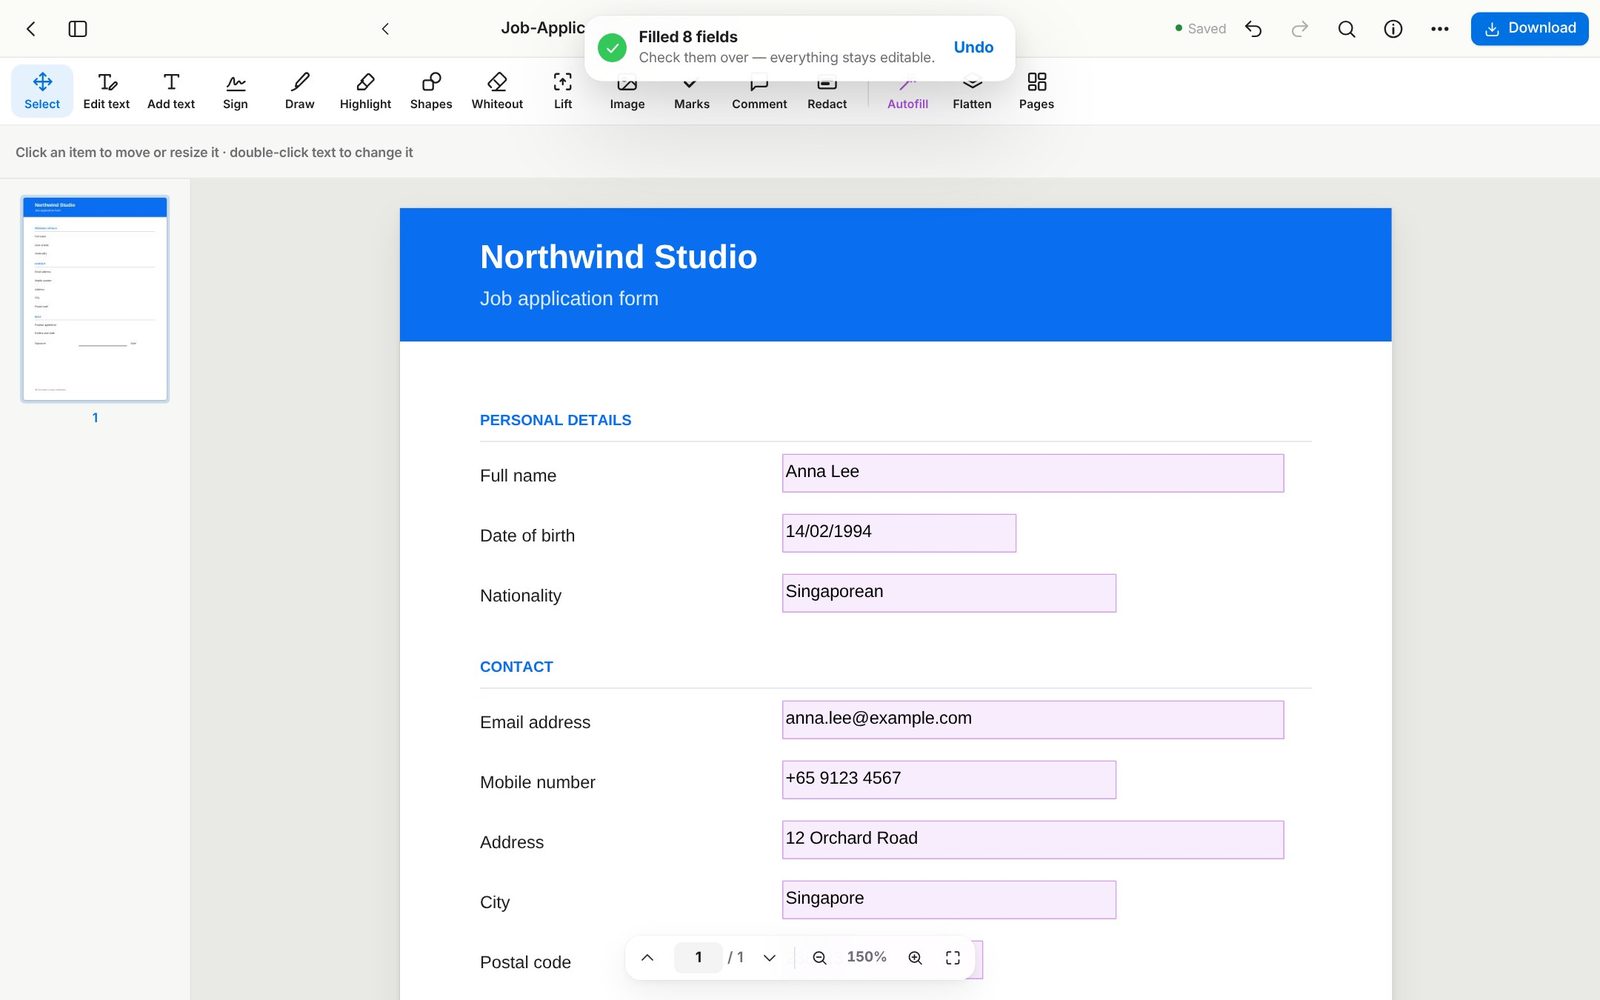 Job-Applic
Filled 8 fields
Check them over — everything stays editable.
Undo
Saved
Download
Select
Edit text
Add text
Sign
Draw
Highlight
Shapes
Whiteout
Lift
Image
Marks
Comment
Redact
Autofill
Flatten
Pages
Click an item to move or resize it · double-click text to change it
1
Northwind Studio
Job application form
PERSONAL DETAILS
Full name
Anna Lee
Date of birth
14/02/1994
Nationality
Singaporean
CONTACT
Email address
anna.lee@example.com
Mobile number
+65 9123 4567
Address
12 Orchard Road
City
Singapore
Postal code
1 / 1
150%